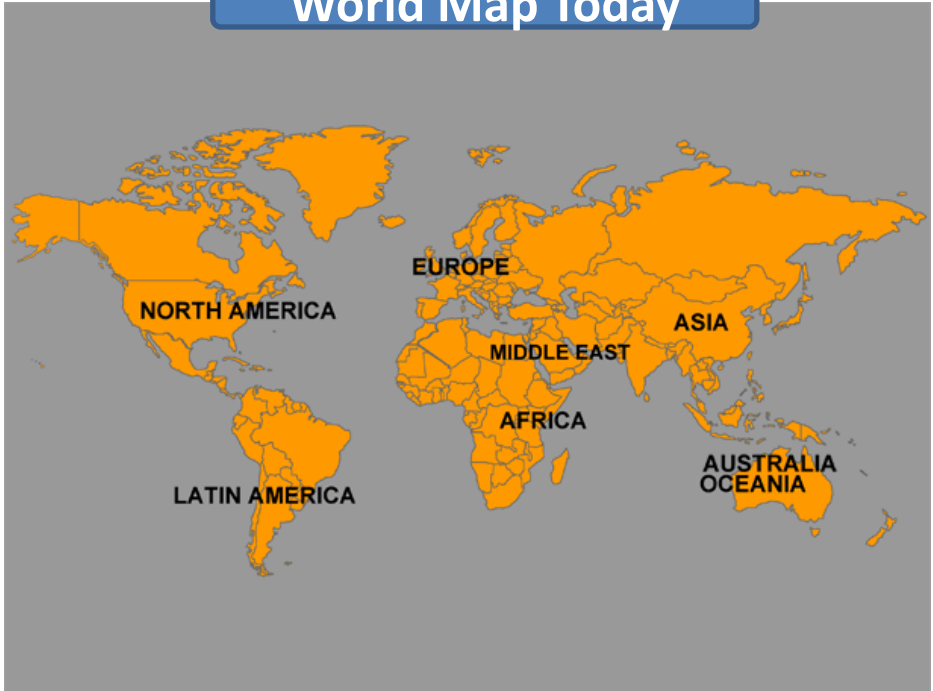 World Map Today
EUROPE
NORTH AMERICA
ASIA
MIDDLE EAST
AFRICA
AUSTRALIA
OCEANIA
LATIN AMERICA